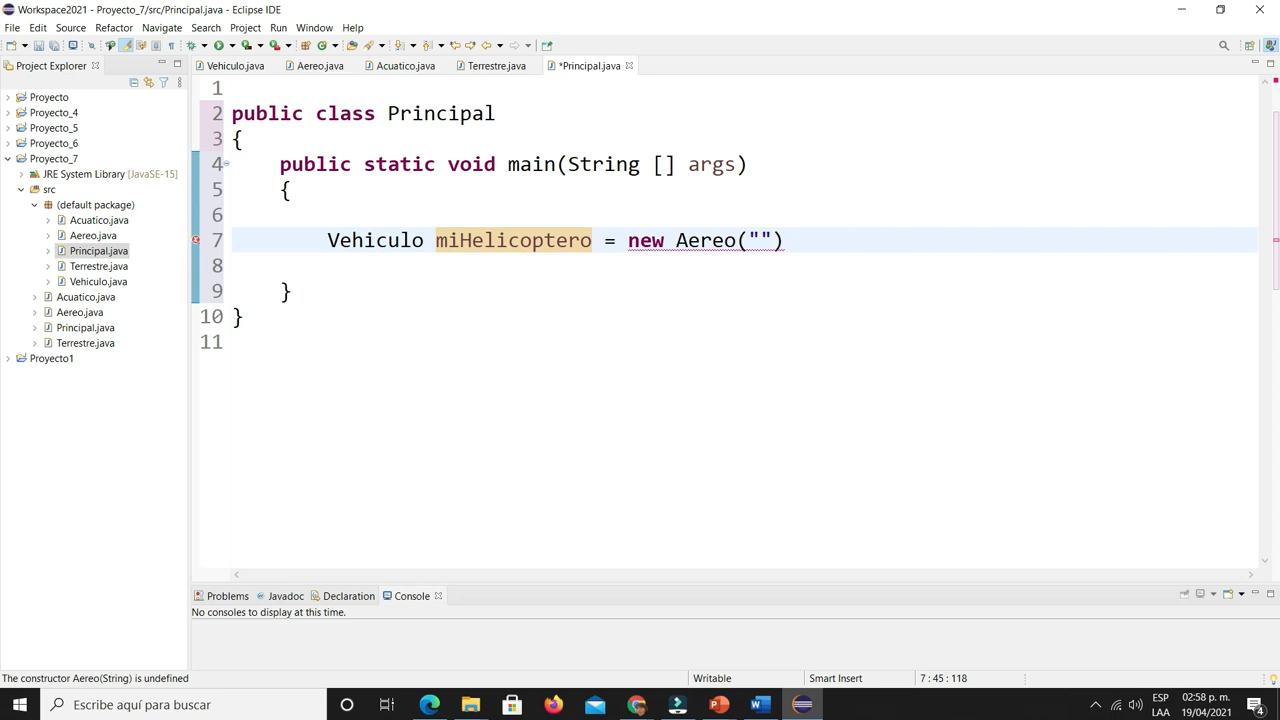 Workspace2021 - Proyecto_7/src/Principal.java - Eclipse IDE
File Edit Source Refactor Navigate Search Project Run Window Help
Project Explorer
Vehiculo.java Aereo.java Acuatico.java Terrestre.java *Principal.java
Proyecto
Proyecto_4
Proyecto_5
Proyecto_6
Proyecto_7
JRE System Library [JavaSE-15]
src
(default package)
Acuatico.java
Aereo.java
Principal.java
Terrestre.java
Vehiculo.java
Acuatico.java
Aereo.java
Principal.java
Terrestre.java
Proyecto1
1
2 public class Principal
3 {
4 public static void main(String [] args)
5 {
6
7 Vehiculo miHelicoptero = new Aereo("")
8
9 }
10 }
11
Problems Javadoc Declaration Console
No consoles to display at this time.
The constructor Aereo(String) is undefined Writable Smart Insert 7 : 45 : 118
Escribe aquí para buscar
ESP 02:58 p. m.
LAA 19/04/2021 4